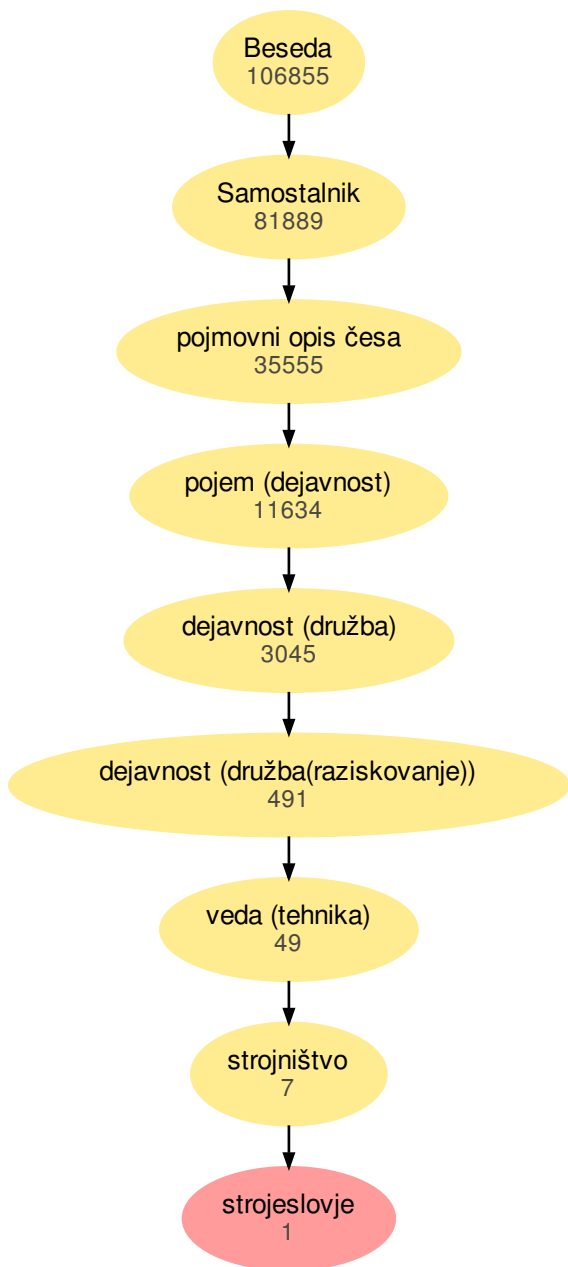 Beseda
106855
Samostalnik
81889
pojmovni opis česa
35555
pojem (dejavnost)
11634
dejavnost (družba)
3045
dejavnost (družba(raziskovanje))
491
veda (tehnika)
49
strojništvo
7
strojeslovje
1